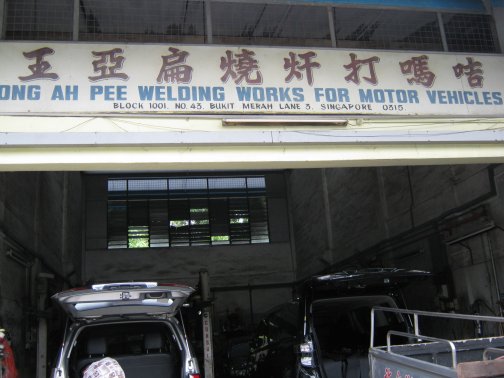 王亞扁燒焊打嗎咭
ONG AH PEE WELDING WORKS FOR MOTOR VEHICLES
BLOCK 1001. NO. 43. BUKIT MERAH LANE 3. SINGAPORE 0315.